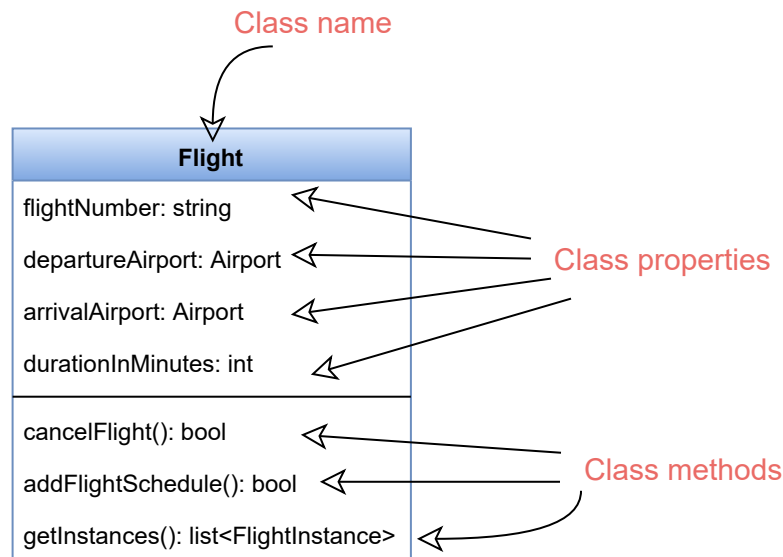 Class name
Flight
flightNumber: string
departureAirport: Airport
Class properties
arrivalAirport: Airport
durationInMinutes: int
cancelFlight(): bool
Class methods
addFlightSchedule(): bool
getInstances(): list<FlightInstance>